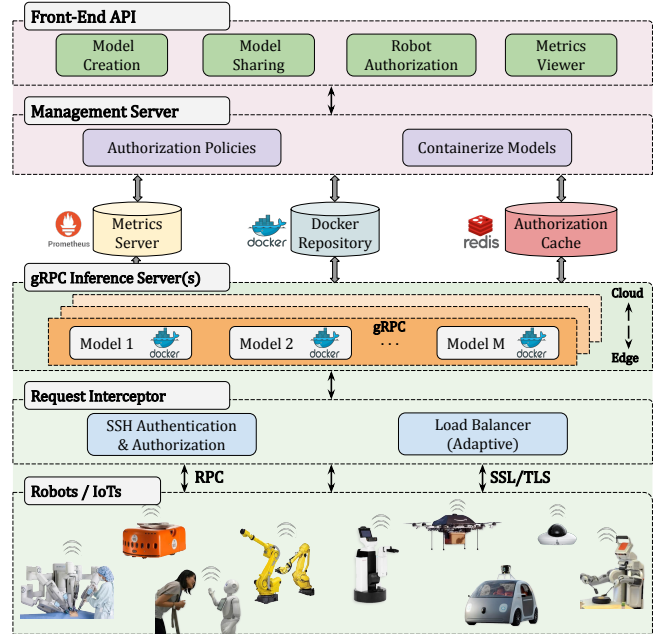 Front-End API
Model
Creation
Model
Sharing
Robot
Authorization
Metrics
Viewer
Management Server
Authorization Policies
Containerize Models
Prometheus
Metrics
Server
docker
Docker
Repository
redis
Authorization
Cache
gRPC Inference Server(s)
Cloud
gRPC
Model 1
docker
Model 2
docker
. . .
Model M
docker
Edge
Request Interceptor
SSH Authentication
& Authorization
Load Balancer
(Adaptive)
RPC
SSL/TLS
Robots / IoTs